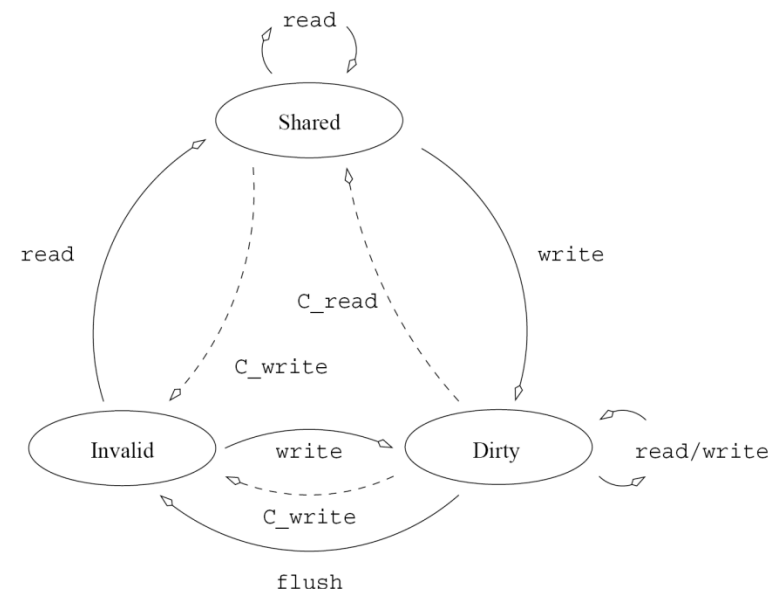 read
Shared
read
write
C_read
C_write
Invalid
write
Dirty
read/write
C_write
flush